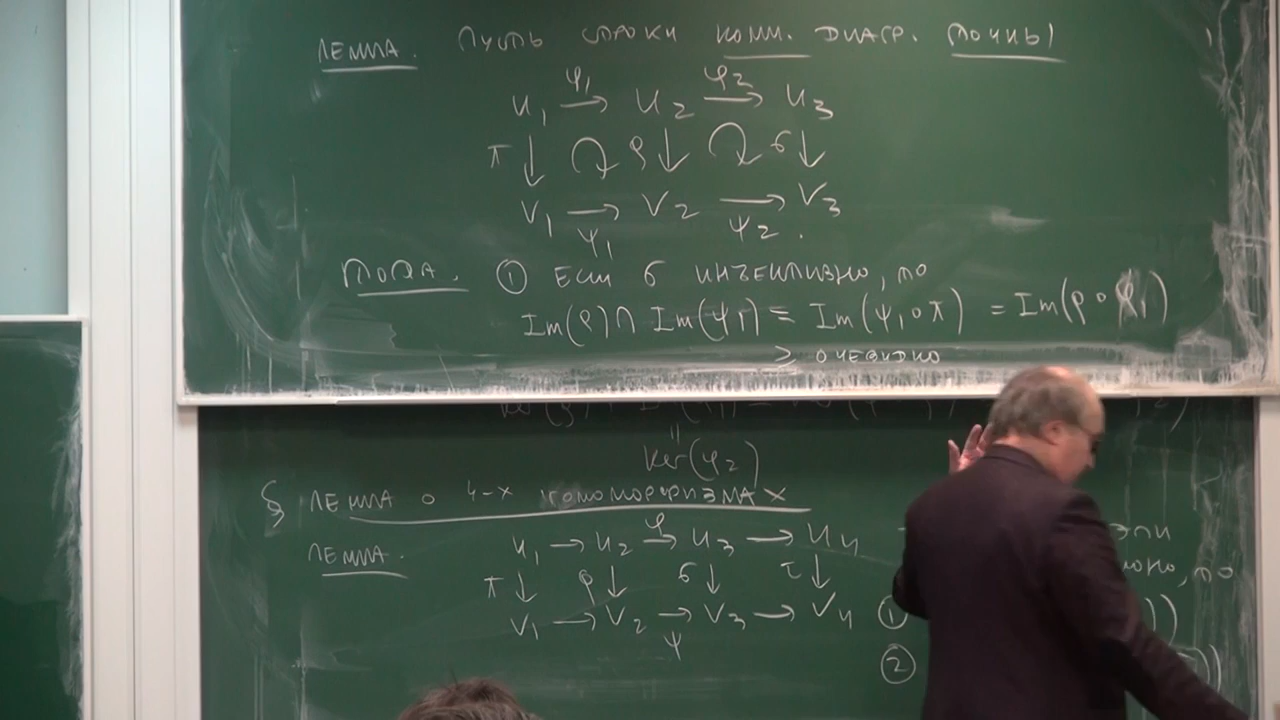 Лемма. Пусть строки комм. диагр. точны
φ₁ φ₂
U₁ → U₂ → U₃
π ↓ ρ ↓ σ ↓
V₁ → V₂ → V₃
ψ₁ ψ₂.
Тогда. ① Если σ инъективно, то
Im(ρ) ∩ Im(ψ₁) = Im(ψ₁ ∘ π) = Im(ρ ∘ φ₁)
≥ очевидно
=
Ker(φ₂)
§ Лемма о 4-х гомоморфизмах
φ
Лемма. U₁ → U₂ → U₃ → U₄
π ↓ ρ ↓ σ ↓ τ ↓ то
V₁ → V₂ → V₃ → V₄ ① ))
ψ
② ))